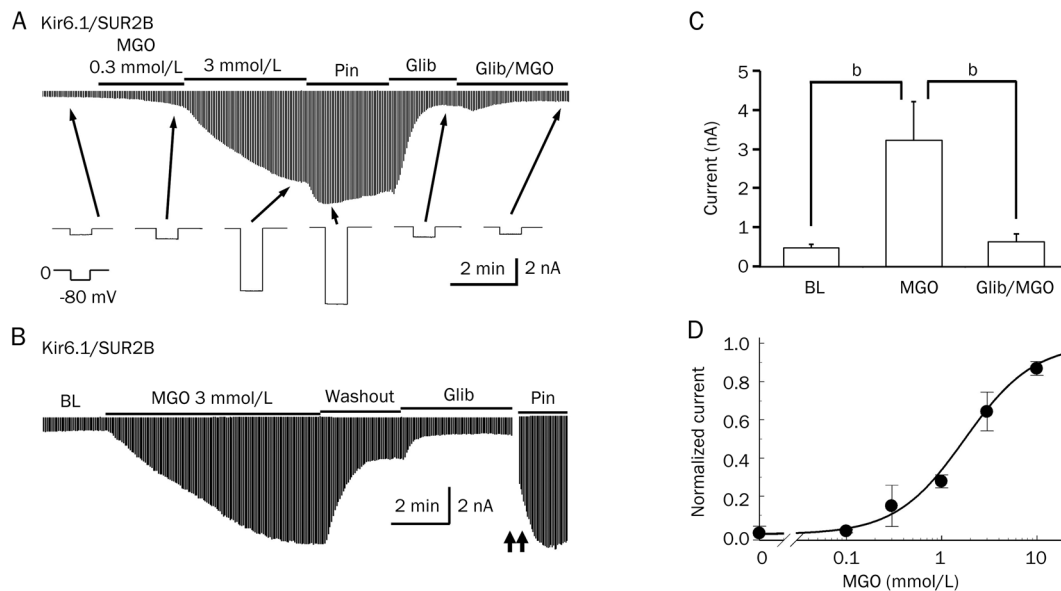 A
Kir6.1/SUR2B
MGO
0.3 mmol/L 3 mmol/L Pin Glib Glib/MGO
0
-80 mV
2 min 2 nA
B
Kir6.1/SUR2B
BL MGO 3 mmol/L Washout Glib Pin
2 min 2 nA
C
b b
5
4
3
2
1
0
Current (nA)
BL MGO Glib/MGO
D
1.0
0.8
0.6
0.4
0.2
0.0
Normalized current
0 0.1 1 10
MGO (mmol/L)